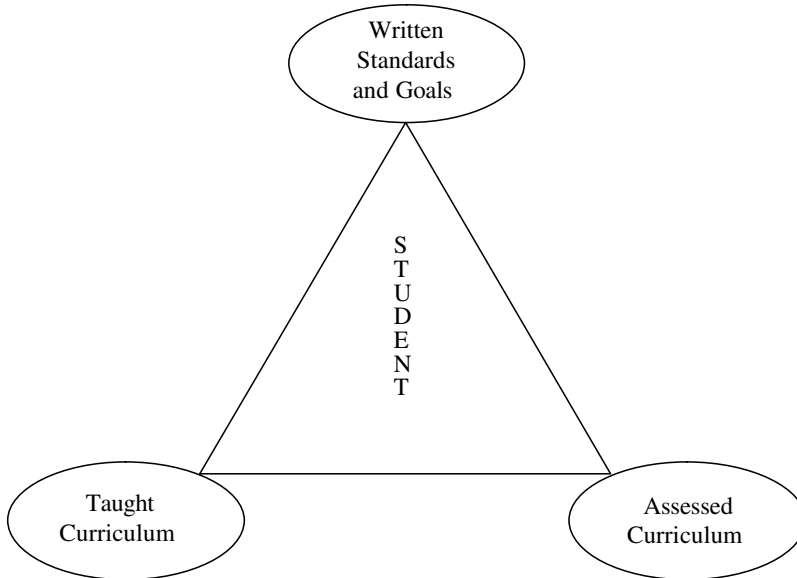 Written
Standards
and Goals
S
T
U
D
E
N
T
Taught
Curriculum
Assessed
Curriculum